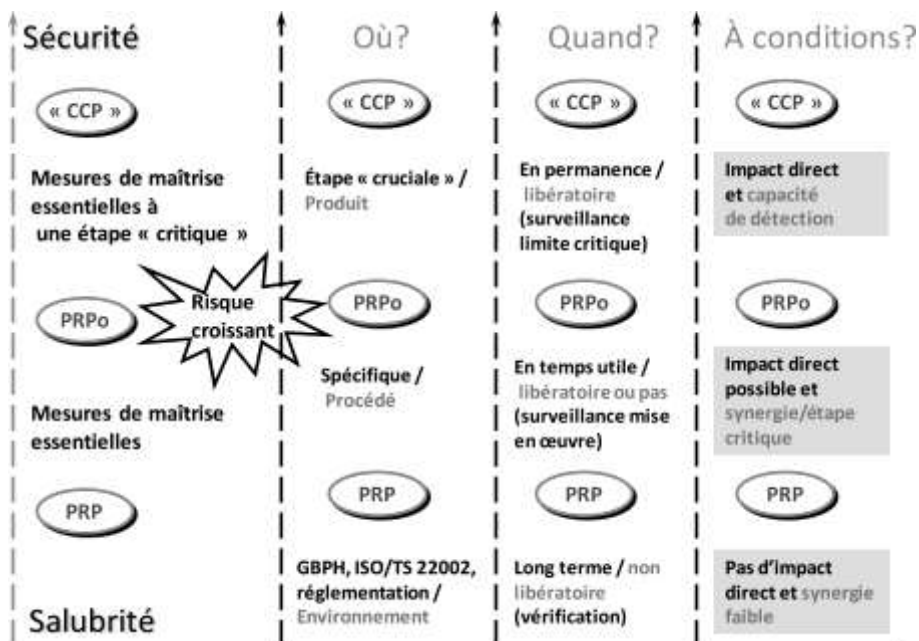 Sécurité
Où?
Quand?
À conditions?
« CCP »
« CCP »
« CCP »
« CCP »
Mesures de maîtrise
essentielles à
une étape « critique »
Étape « cruciale » /
Produit
En permanence /
libératoire
(surveillance
limite critique)
Impact direct
et capacité
de détection
Risque
croissant
PRPo
PRPo
PRPo
PRPo
Mesures de maîtrise
essentielles
Spécifique /
Procédé
En temps utile /
libératoire ou pas
(surveillance mise
en œuvre)
Impact direct
possible et
synergie/étape
critique
PRP
PRP
PRP
PRP
Salubrité
GBPH, ISO/TS 22002,
réglementation /
Environnement
Long terme / non
libératoire
(vérification)
Pas d'impact
direct et synergie
faible